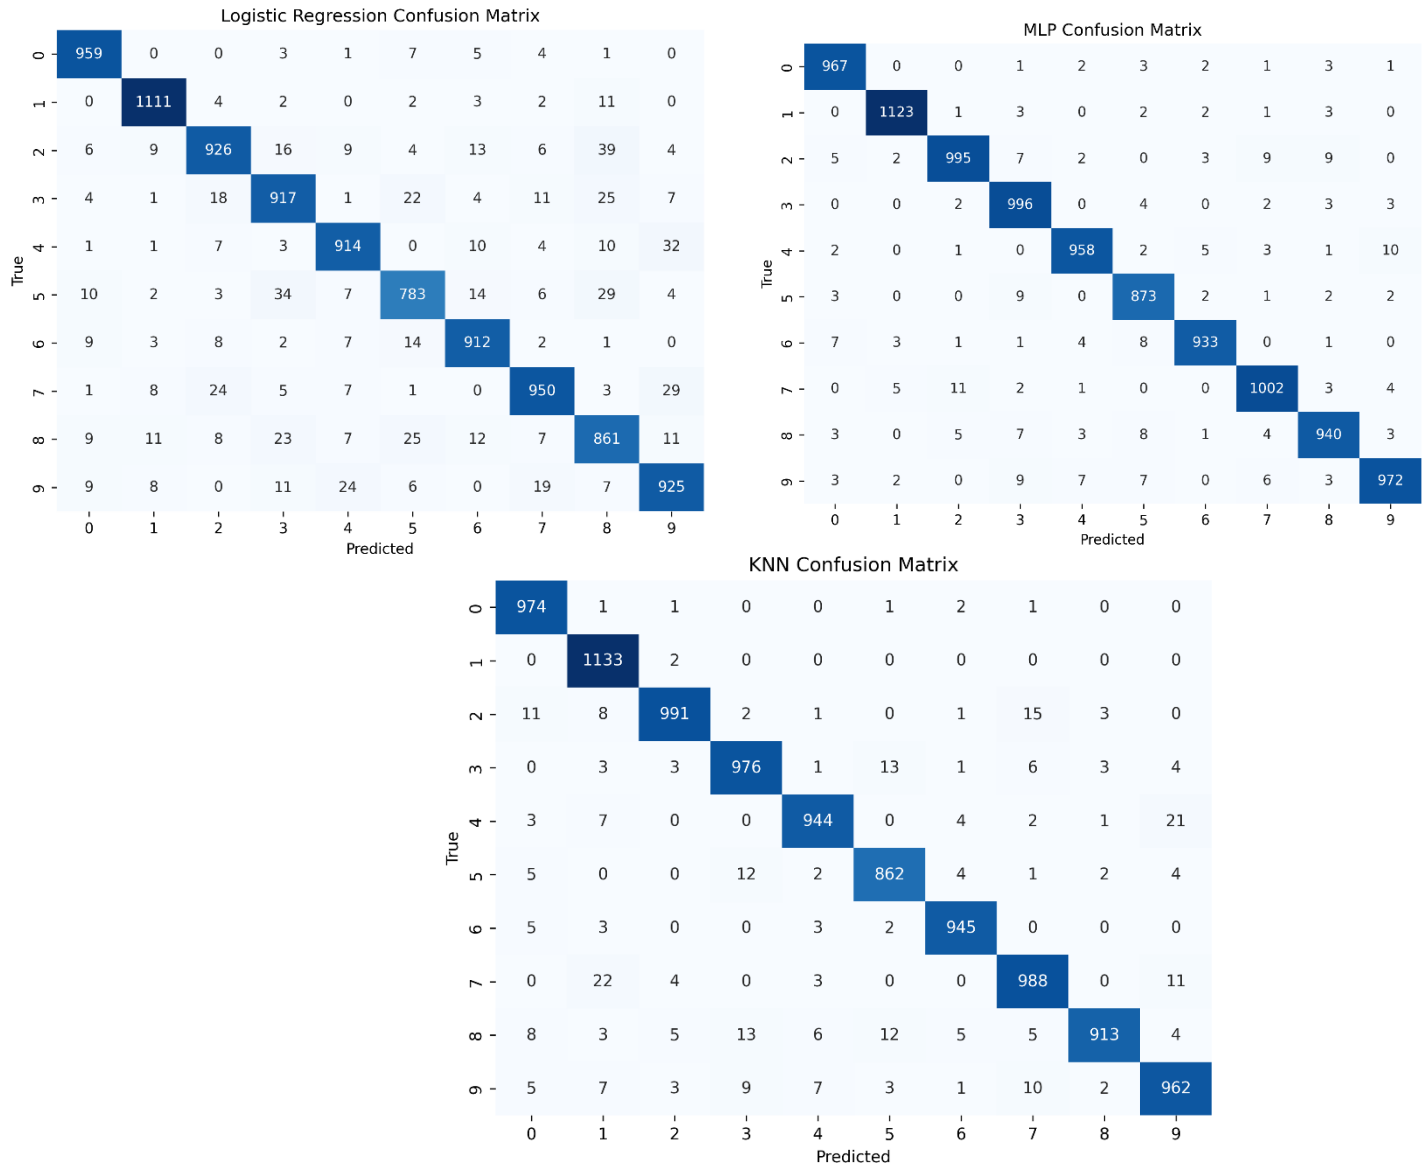 Logistic Regression Confusion Matrix
0 959 0 0 3 1 7 5 4 1 0
1 0 1111 4 2 0 2 3 2 11 0
2 6 9 926 16 9 4 13 6 39 4
3 4 1 18 917 1 22 4 11 25 7
4 1 1 7 3 914 0 10 4 10 32
True
5 10 2 3 34 7 783 14 6 29 4
6 9 3 8 2 7 14 912 2 1 0
7 1 8 24 5 7 1 0 950 3 29
8 9 11 8 23 7 25 12 7 861 11
9 9 8 0 11 24 6 0 19 7 925
0 1 2 3 4 5 6 7 8 9
Predicted
MLP Confusion Matrix
0 967 0 0 1 2 3 2 1 3 1
1 0 1123 1 3 0 2 2 1 3 0
2 5 2 995 7 2 0 3 9 9 0
3 0 0 2 996 0 4 0 2 3 3
4 2 0 1 0 958 2 5 3 1 10
True
5 3 0 0 9 0 873 2 1 2 2
6 7 3 1 1 4 8 933 0 1 0
7 0 5 11 2 1 0 0 1002 3 4
8 3 0 5 7 3 8 1 4 940 3
9 3 2 0 9 7 7 0 6 3 972
0 1 2 3 4 5 6 7 8 9
Predicted
KNN Confusion Matrix
0 974 1 1 0 0 1 2 1 0 0
1 0 1133 2 0 0 0 0 0 0 0
2 11 8 991 2 1 0 1 15 3 0
3 0 3 3 976 1 13 1 6 3 4
4 3 7 0 0 944 0 4 2 1 21
True
5 5 0 0 12 2 862 4 1 2 4
6 5 3 0 0 3 2 945 0 0 0
7 0 22 4 0 3 0 0 988 0 11
8 8 3 5 13 6 12 5 5 913 4
9 5 7 3 9 7 3 1 10 2 962
0 1 2 3 4 5 6 7 8 9
Predicted